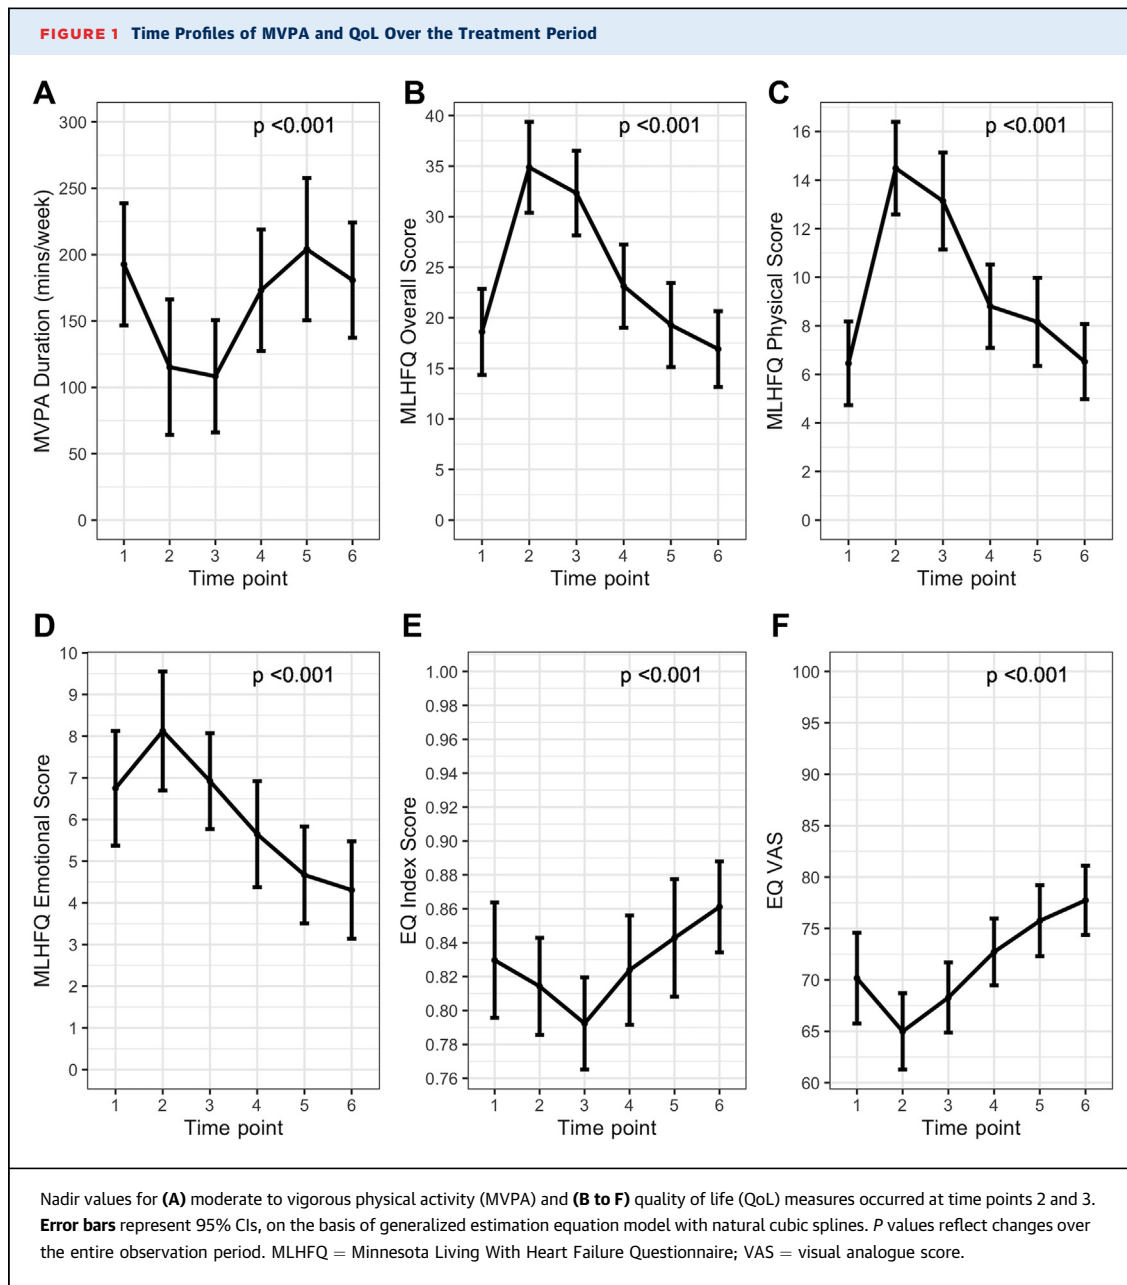 FIGURE 1 Time Profiles of MVPA and QoL Over the Treatment Period
A
p <0.001
MVPA Duration (mins/week)
300
250
200
150
100
50
0
1 2 3 4 5 6
Time point
B
p <0.001
MLHFQ Overall Score
40
35
30
25
20
15
10
5
0
1 2 3 4 5 6
Time point
C
p <0.001
MLHFQ Physical Score
16
14
12
10
8
6
4
2
0
1 2 3 4 5 6
Time point
D
p <0.001
MLHFQ Emotional Score
10
9
8
7
6
5
4
3
2
1
0
1 2 3 4 5 6
Time point
E
p <0.001
EQ Index Score
1.00
0.98
0.96
0.94
0.92
0.90
0.88
0.86
0.84
0.82
0.80
0.78
0.76
1 2 3 4 5 6
Time point
F
p <0.001
EQ VAS
100
95
90
85
80
75
70
65
60
1 2 3 4 5 6
Time point
Nadir values for (A) moderate to vigorous physical activity (MVPA) and (B to F) quality of life (QoL) measures occurred at time points 2 and 3.
Error bars represent 95% CIs, on the basis of generalized estimation equation model with natural cubic splines. P values reflect changes over
the entire observation period. MLHFQ = Minnesota Living With Heart Failure Questionnaire; VAS = visual analogue score.